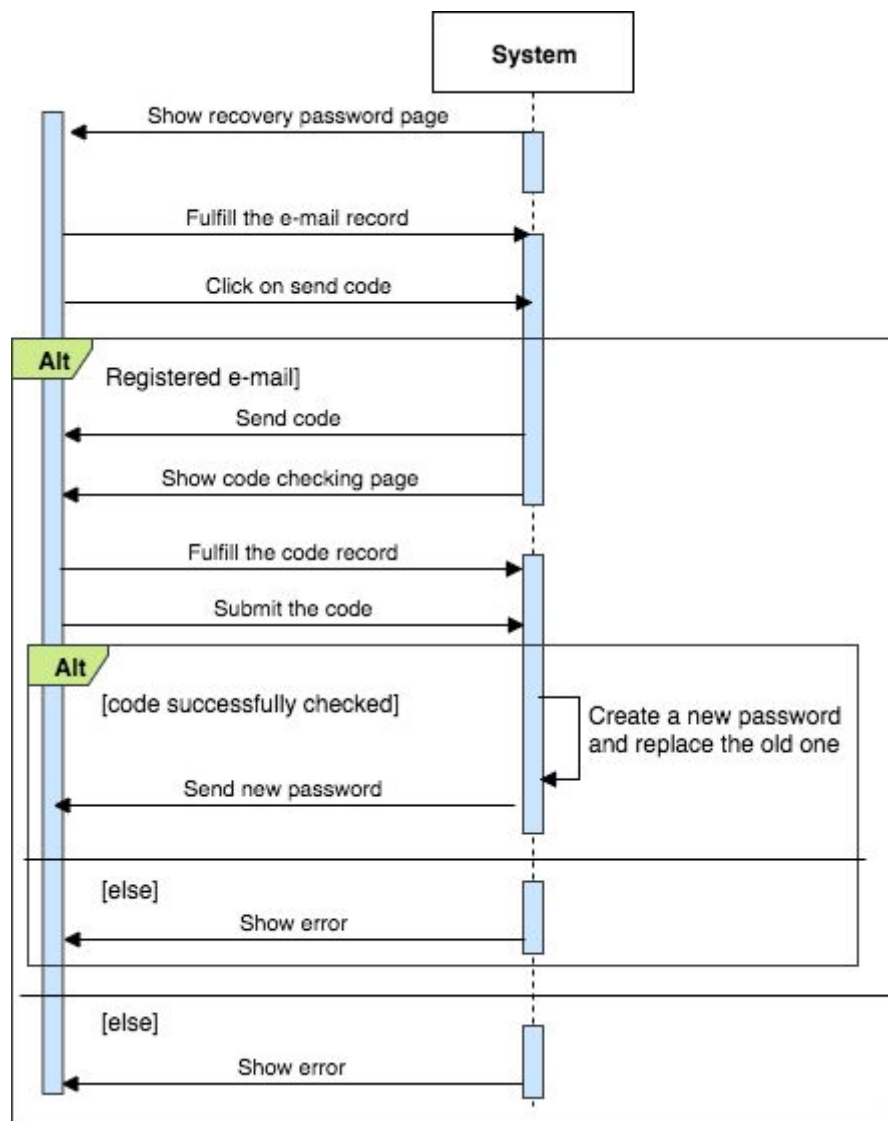 System
Show recovery password page
Fulfill the e-mail record
Click on send code
Alt
Registered e-mail]
Send code
Show code checking page
Fulfill the code record
Submit the code
Alt
[code successfully checked]
Create a new password
and replace the old one
Send new password
[else]
Show error
[else]
Show error